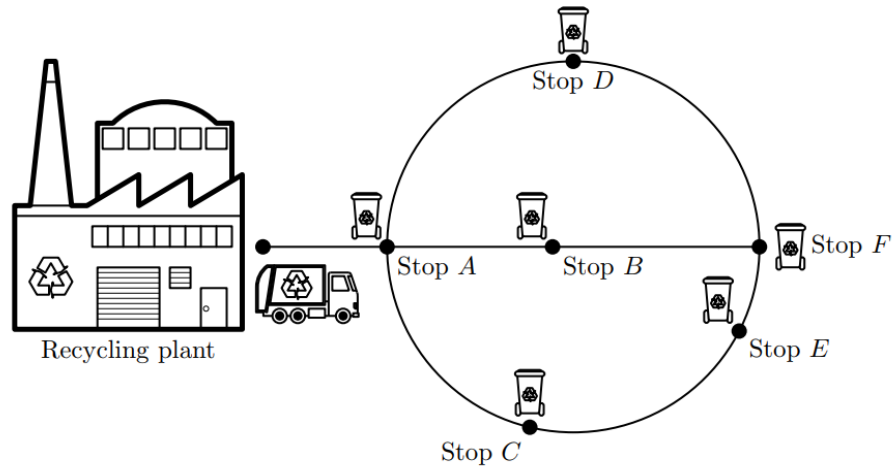 Stop D
Stop A
Stop B
Stop F
Recycling plant
Stop E
Stop C